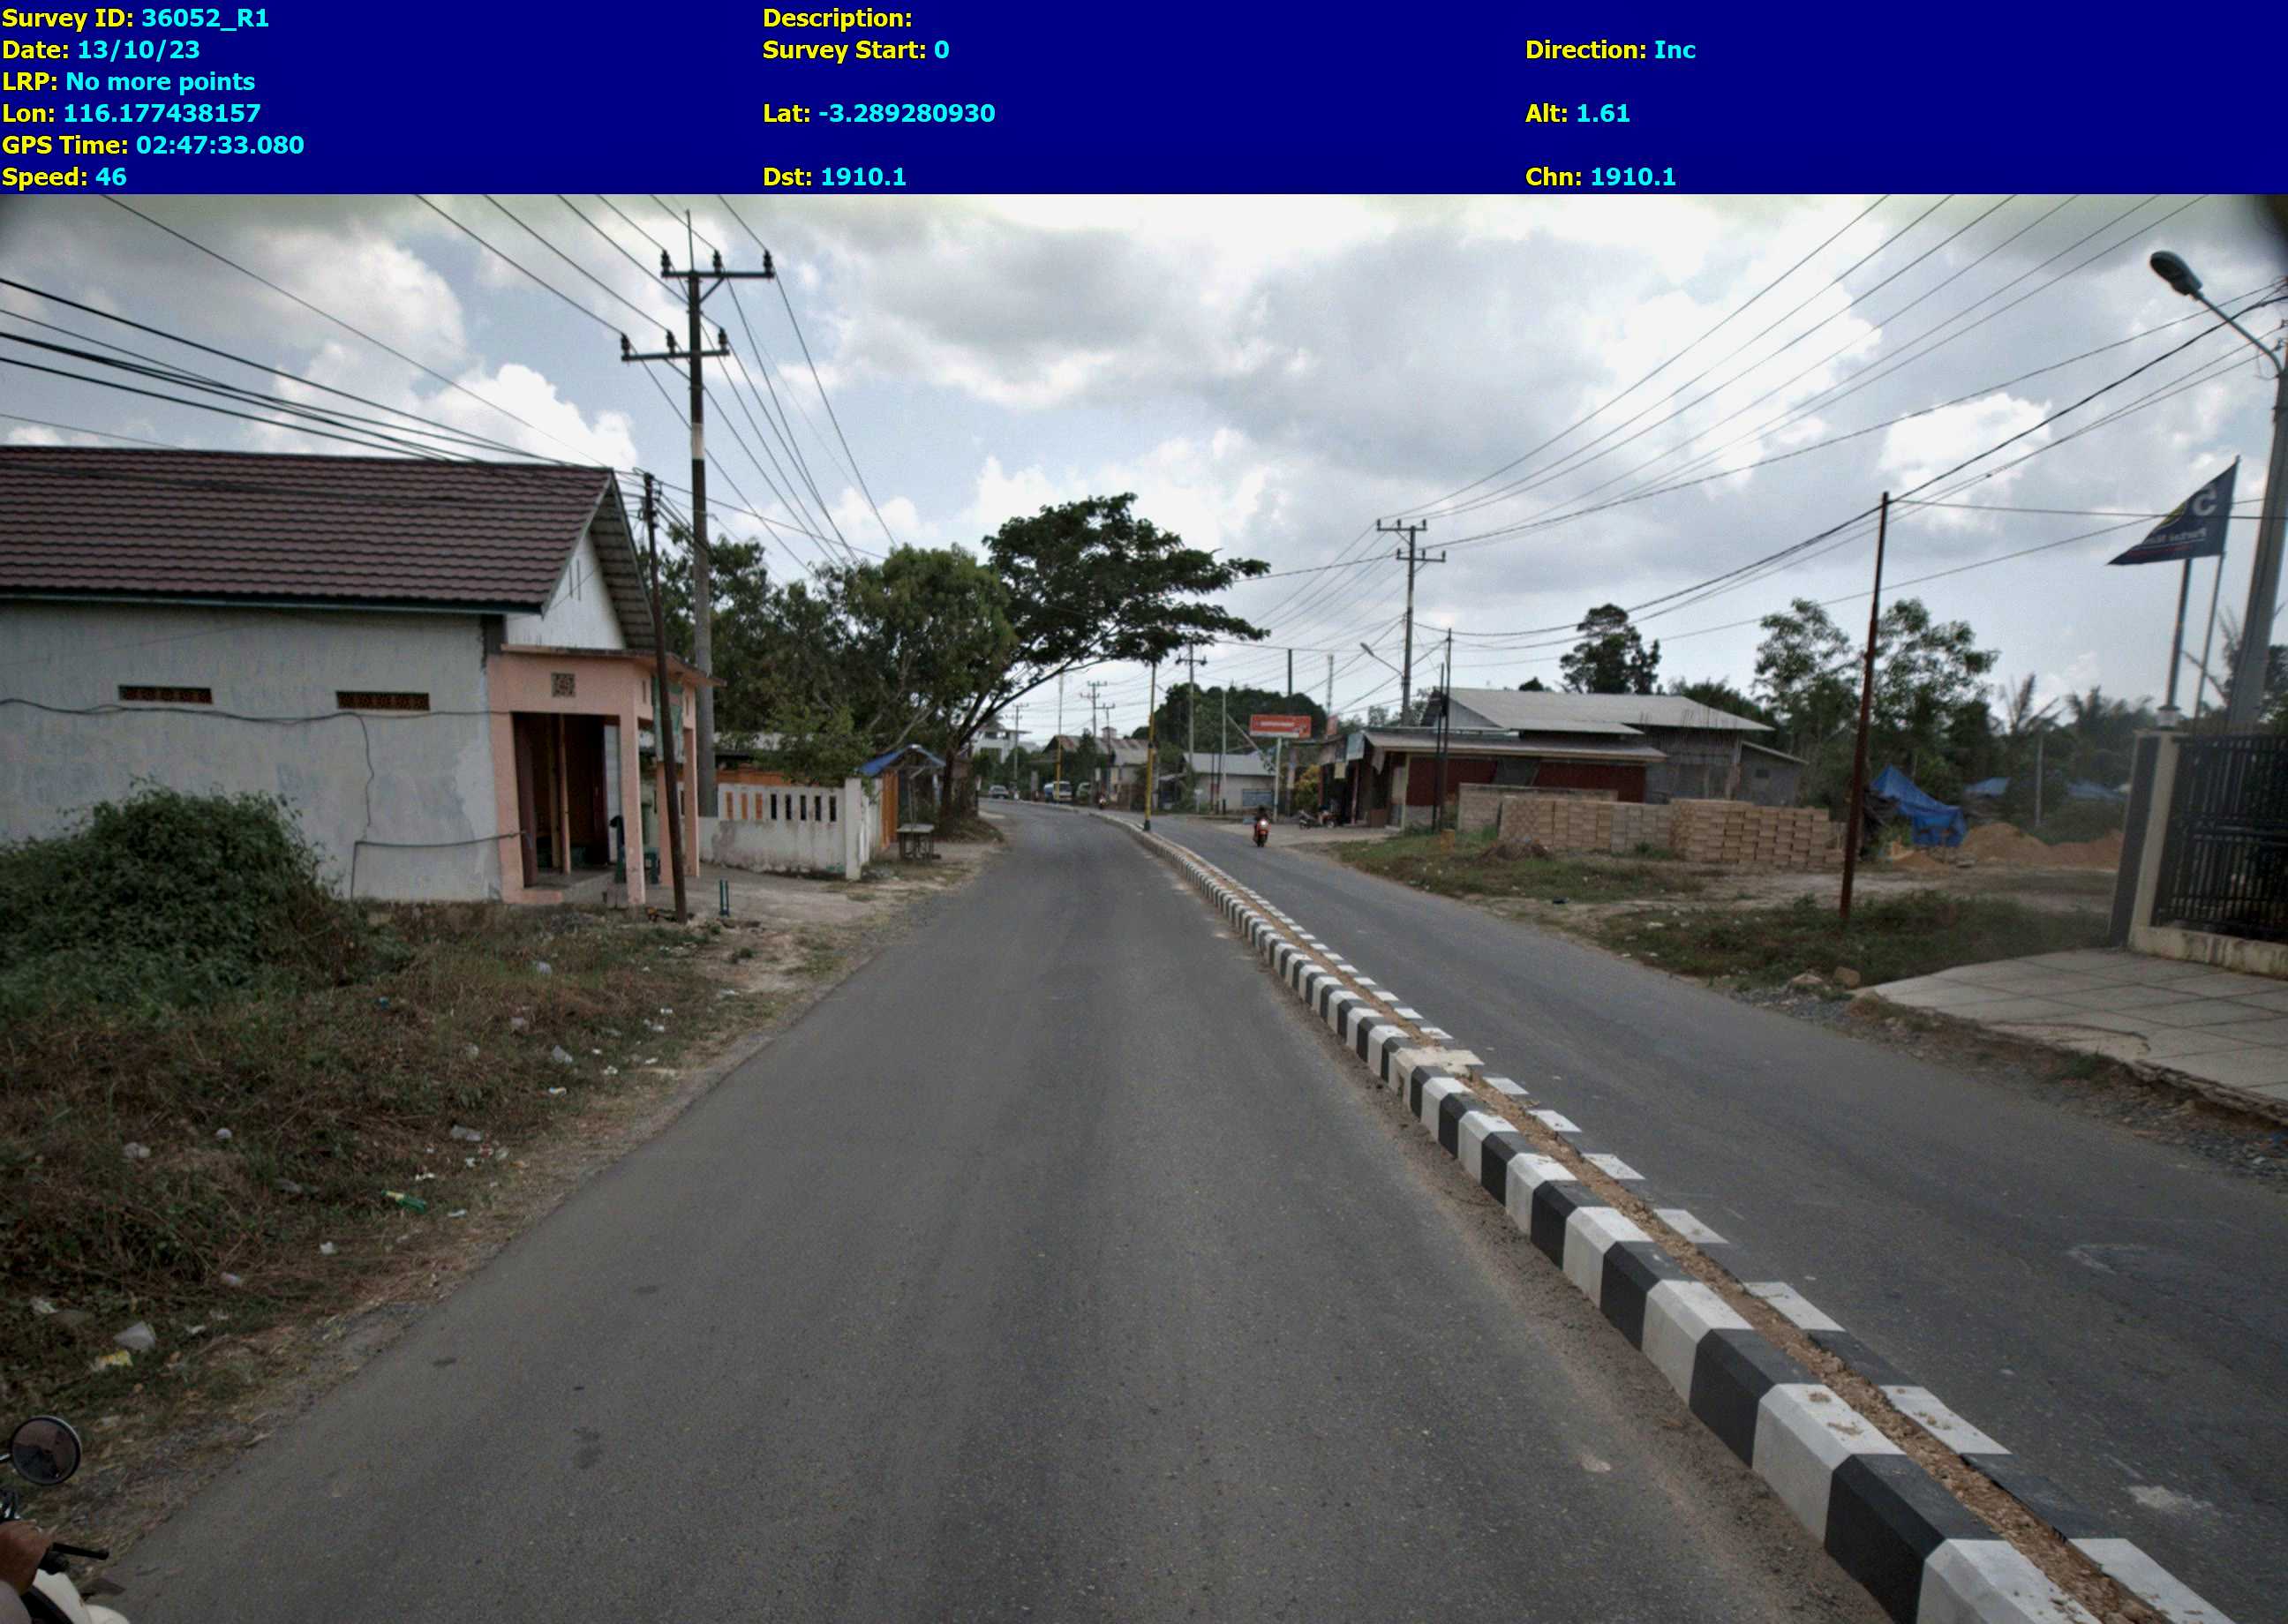 Survey ID: 36052_R1
Description:
Date: 13/10/23
Survey Start: 0
Direction: Inc
LRP: No more points
Lon: 116.177438157
Lat: -3.289280930
Alt: 1.61
GPS Time: 02:47:33.080
Speed: 46
Dst: 1910.1
Chn: 1910.1
5
Partai